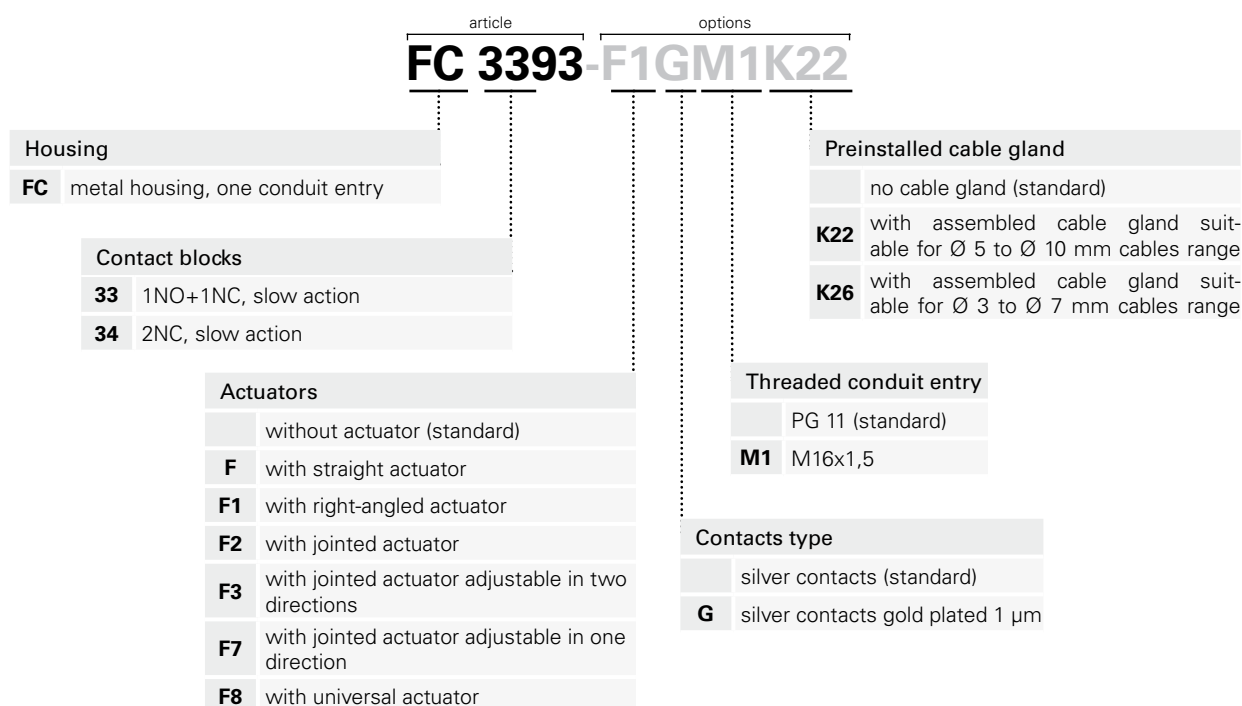 article
options
FC 3393-F1GM1K22
Housing
FC metal housing, one conduit entry
Contact blocks
33 1NO+1NC, slow action
34 2NC, slow action
Actuators
without actuator (standard)
F with straight actuator
F1 with right-angled actuator
F2 with jointed actuator
F3 with jointed actuator adjustable in two
directions
F7 with jointed actuator adjustable in one
direction
F8 with universal actuator
Preinstalled cable gland
no cable gland (standard)
K22 with assembled cable gland suit-
able for Ø 5 to Ø 10 mm cables range
K26 with assembled cable gland suit-
able for Ø 3 to Ø 7 mm cables range
Threaded conduit entry
PG 11 (standard)
M1 M16x1,5
Contacts type
silver contacts (standard)
G silver contacts gold plated 1 µm